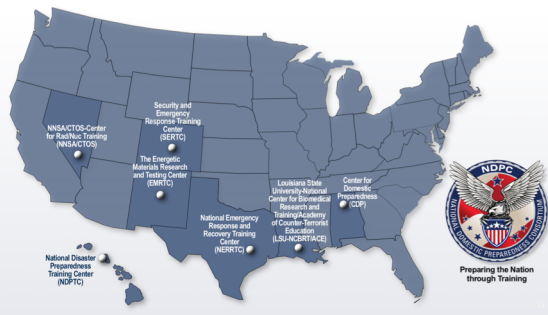 Security and
Emergency
Response Training
Center
(SERTC)
NNSA/CTOS-Center
for Rad/Nuc Training
(NNSA/CTOS)
The Energetic
Materials Research
and Testing Center
(EMRTC)
Louisiana State
University-National
Center for Biomedical
Research and
Training/Academy
of Counter-Terrorist
Education
(LSU-NCBRT/ACE)
Center for
Domestic
Preparedness
(CDP)
National Emergency
Response and
Recovery Training
Center
(NERRTC)
National Disaster
Preparedness
Training Center
(NDPTC)
NDPC
NATIONAL DOMESTIC PREPAREDNESS CONSORTIUM
Preparing the Nation
through Training